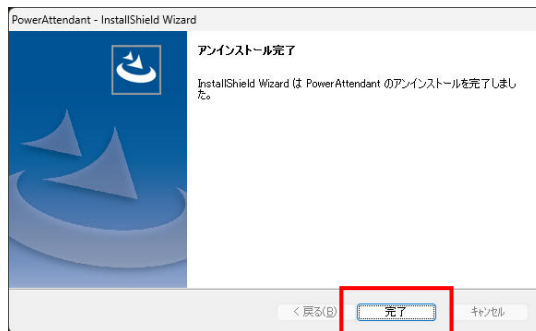 PowerAttendant - InstallShield Wizard
アンインストール完了
InstallShield Wizard は PowerAttendant のアンインストールを完了しまし
た。
< 戻る(B)
完了
キャンセル